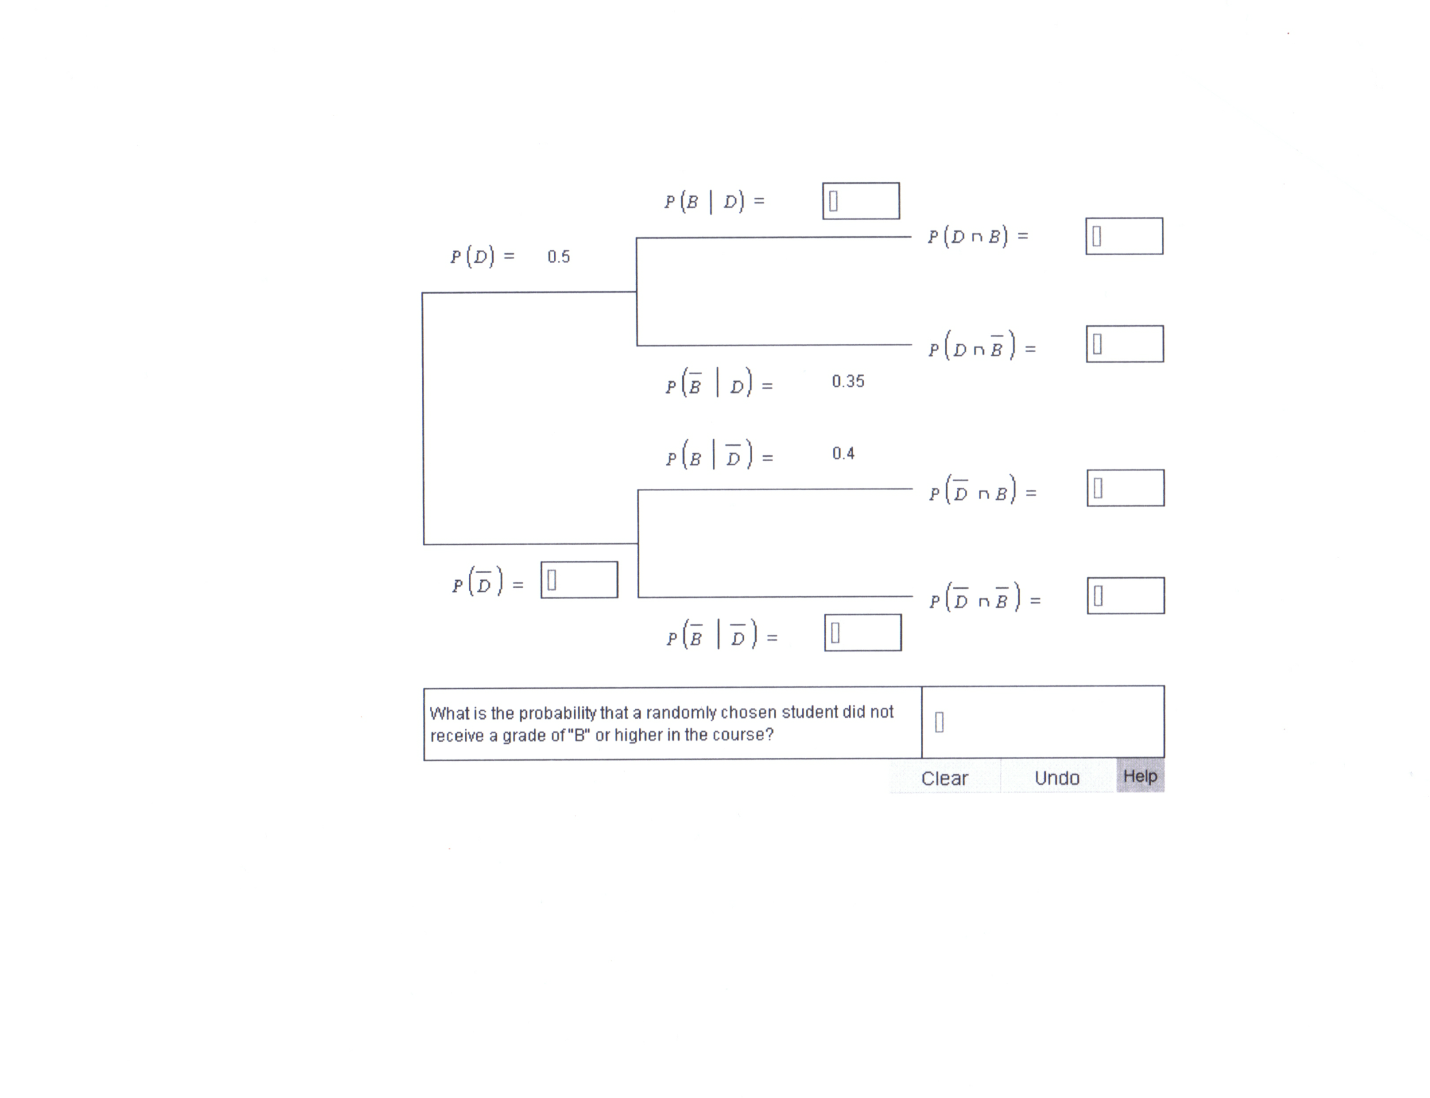 P(B | D) =
P(D ∩ B) =
P(D) = 0.5
P(D ∩ B̅) =
P(B̅ | D) = 0.35
P(B | D̅) = 0.4
P(D̅ ∩ B) =
P(D̅) =
P(D̅ ∩ B̅) =
P(B̅ | D̅) =
What is the probability that a randomly chosen student did not
receive a grade of "B" or higher in the course?
Clear Undo Help